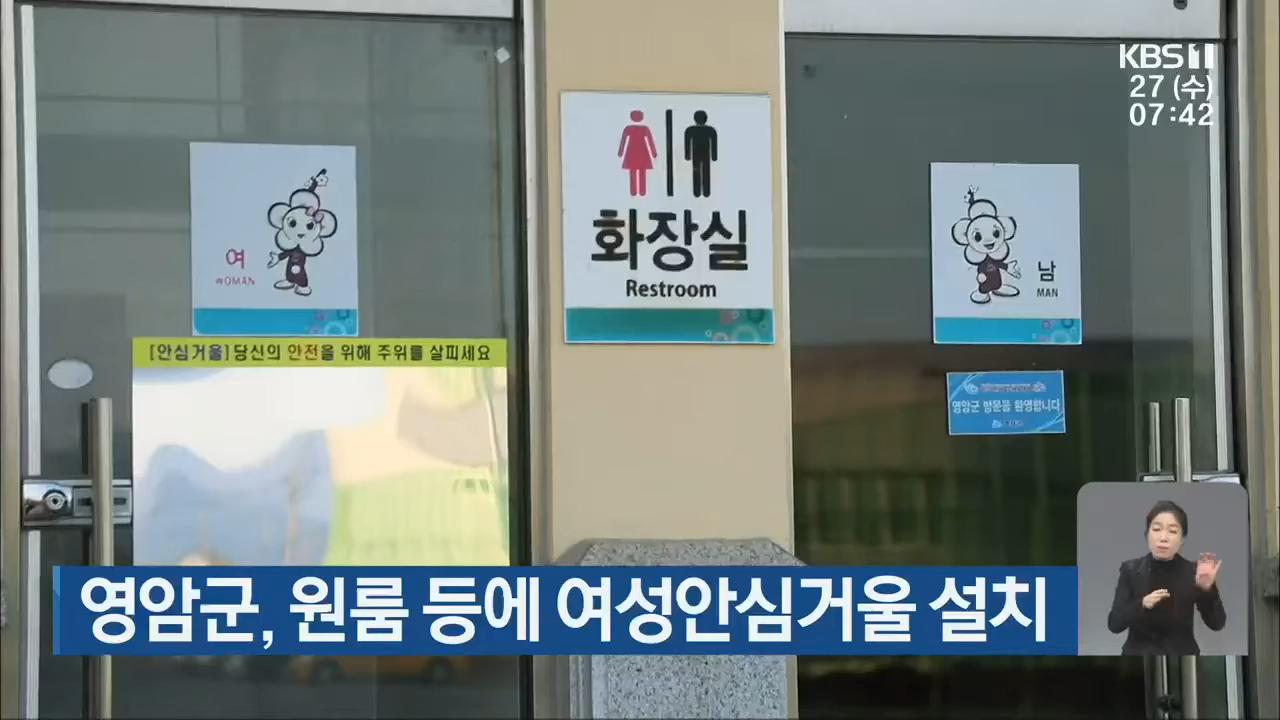 KBS 1
27 (수)
07:42
화장실
Restroom
여
WOMAN
남
MAN
[안심거울]당신의 안전을 위해 주위를 살피세요
영암군 방문을 환영합니다
영암군, 원룸 등에 여성안심거울 설치